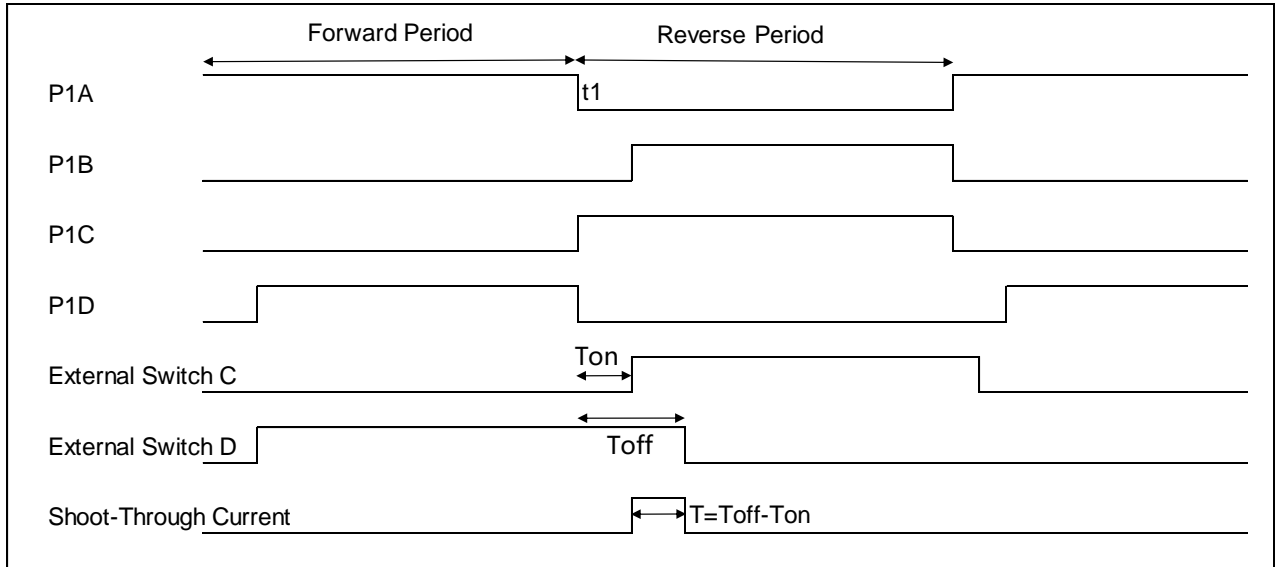 Forward Period
Reverse Period
P1A
t1
P1B
P1C
P1D
Ton
External Switch C
External Switch D
Toff
Shoot-Through Current
T=Toff-Ton